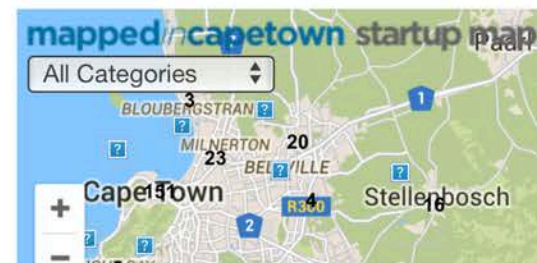 mappedincapetown startup map
Paarl
All Categories
3
BLOUBERGSTRAN
1
MILNERTON
20
23
BELLVILLE
Cape Town
151
R300
4
Stellenbosch
16
+
2
−